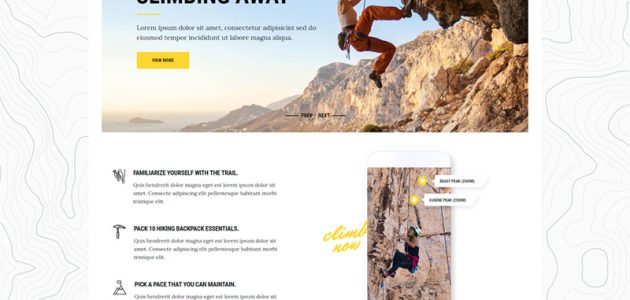 CLIMBING AWAY
Lorem ipsum dolor sit amet, consectetur adipisicint sed do
eiusmod tempor incididunt ut labore magna aliqua.
VIEW MORE
PREV
NEXT
FAMILIARIZE YOURSELF WITH THE TRAIL.
Quis hendrerit dolor magna eget est lorem ipsum dolor sit
amet. Consecte adipiscing elit pellentesque habitant morbi
tristique elit.
BEAST PEAK (2500M)
EUGENE PEAK (2500M)
climb
now
PACK 10 HIKING BACKPACK ESSENTIALS.
Quis hendrerit dolor magna eget est lorem ipsum dolor sit
amet. Consecte adipiscing elit pellentesque habitant morbi
tristique elit.
PICK A PACE THAT YOU CAN MAINTAIN.
Quis hendrerit dolor magna eget est lorem ipsum dolor sit